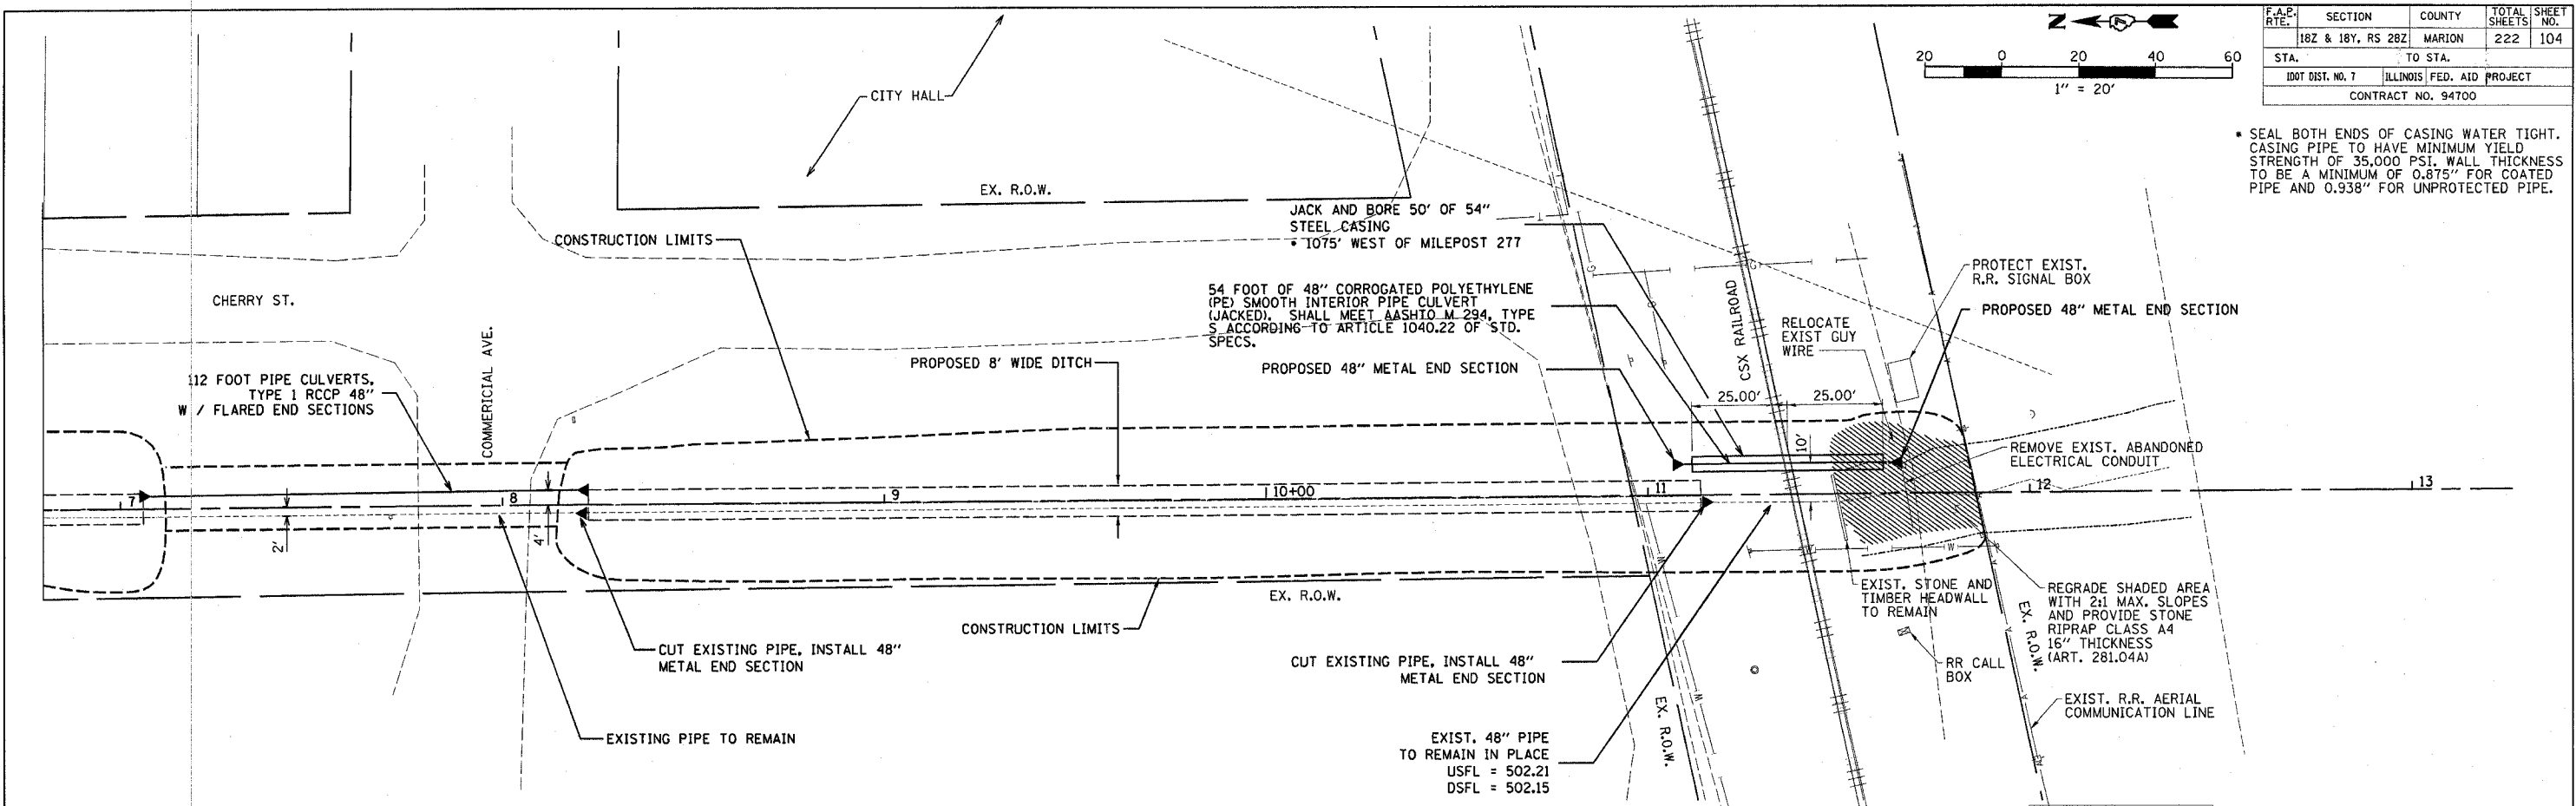 F.A.P. RTE. SECTION COUNTY TOTAL SHEETS SHEET NO.
18Z & 18Y, RS 28Z MARION 222 104
STA. TO STA.
IDOT DIST. NO. 7 ILLINOIS FED. AID PROJECT
CONTRACT NO. 94700
Z
20 0 20 40 60
1" = 20'
* SEAL BOTH ENDS OF CASING WATER TIGHT.
CASING PIPE TO HAVE MINIMUM YIELD
STRENGTH OF 35,000 PSI. WALL THICKNESS
TO BE A MINIMUM OF 0.875" FOR COATED
PIPE AND 0.938" FOR UNPROTECTED PIPE.
CITY HALL
EX. R.O.W.
JACK AND BORE 50' OF 54"
STEEL CASING
* 1075' WEST OF MILEPOST 277
CONSTRUCTION LIMITS
CHERRY ST.
COMMERICIAL AVE.
54 FOOT OF 48" CORROGATED POLYETHYLENE
(PE) SMOOTH INTERIOR PIPE CULVERT
(JACKED). SHALL MEET AASHTO M 294, TYPE
S ACCORDING TO ARTICLE 1040.22 OF STD.
SPECS.
CSX RAILROAD
PROTECT EXIST.
R.R. SIGNAL BOX
PROPOSED 48" METAL END SECTION
RELOCATE
EXIST GUY
WIRE
112 FOOT PIPE CULVERTS,
TYPE 1 RCCP 48"
W / FLARED END SECTIONS
PROPOSED 8' WIDE DITCH
PROPOSED 48" METAL END SECTION
25.00' 25.00'
10'
REMOVE EXIST. ABANDONED
ELECTRICAL CONDUIT
7 8 9 10+00 11 12 13
2'
4'
G
G
W
W
W
EXIST. STONE AND
TIMBER HEADWALL
TO REMAIN
REGRADE SHADED AREA
WITH 2:1 MAX. SLOPES
AND PROVIDE STONE
RIPRAP CLASS A4
16" THICKNESS
(ART. 281.04A)
EX. R.O.W.
EX. R.O.W.
CONSTRUCTION LIMITS
CUT EXISTING PIPE, INSTALL 48"
METAL END SECTION
CUT EXISTING PIPE, INSTALL 48"
METAL END SECTION
RR CALL
BOX
EX. R.O.W.
EXIST. R.R. AERIAL
COMMUNICATION LINE
EXISTING PIPE TO REMAIN
EXIST. 48" PIPE
TO REMAIN IN PLACE
USFL = 502.21
DSFL = 502.15